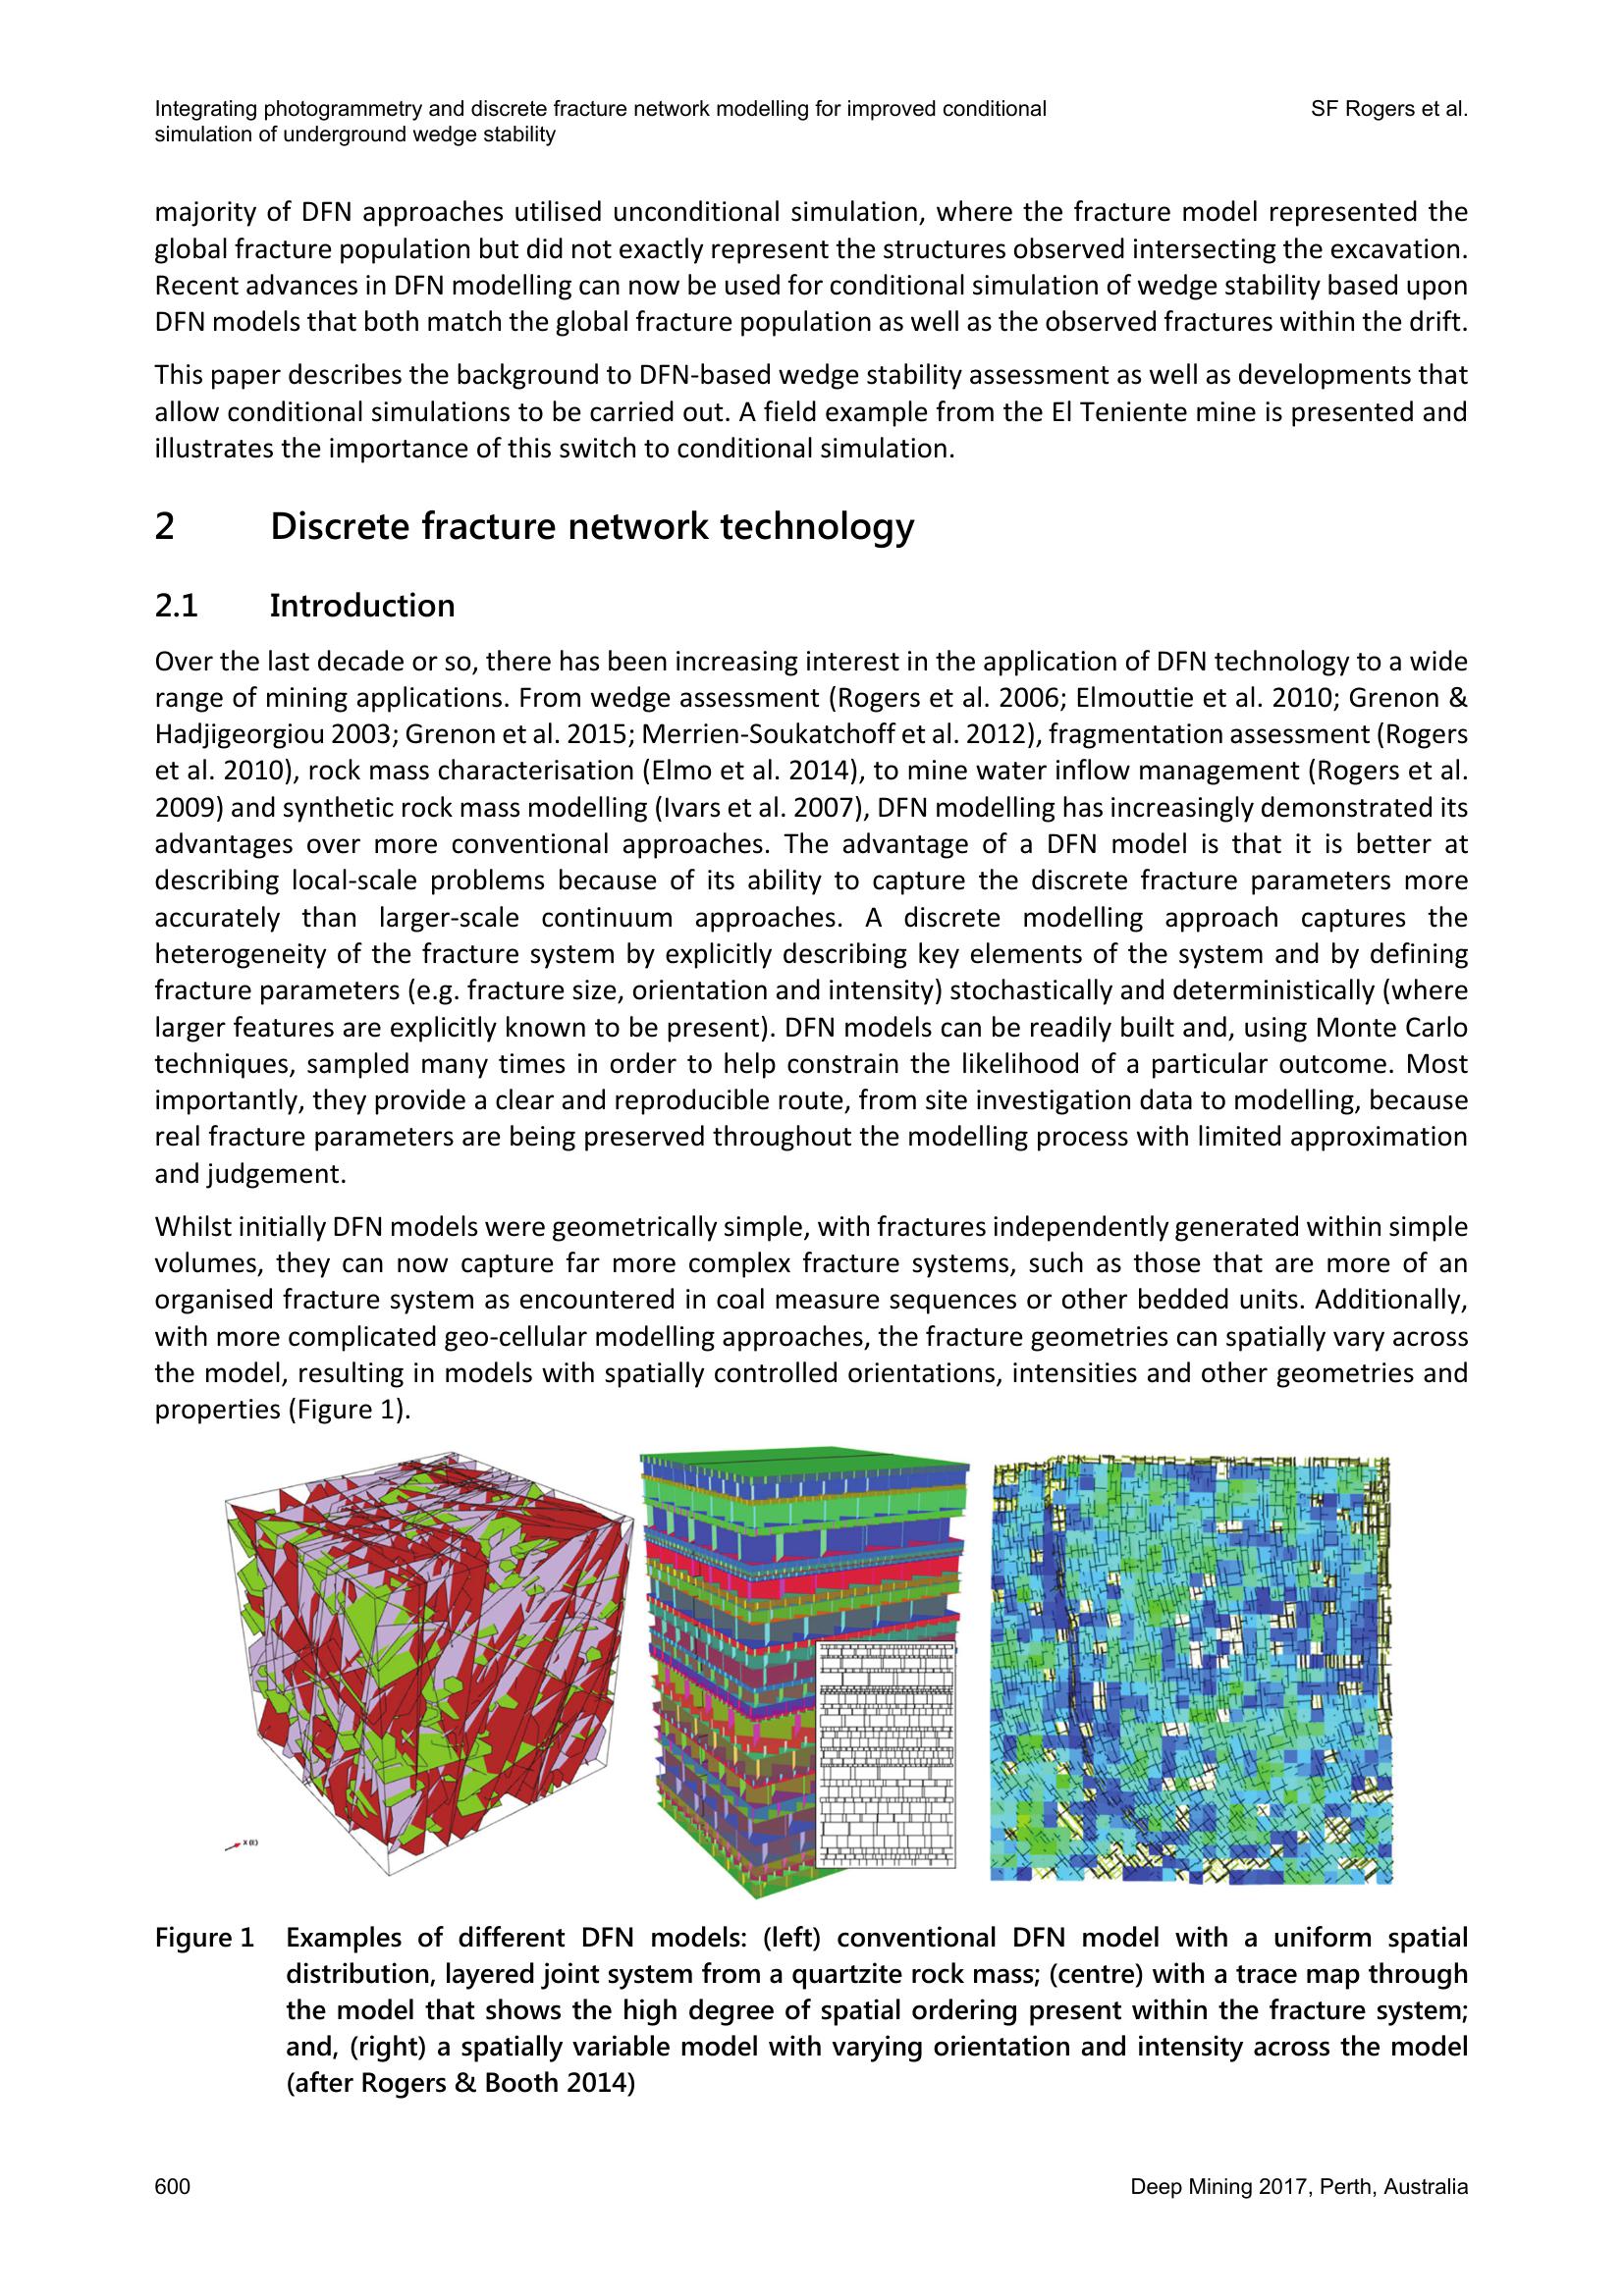 Integrating photogrammetry and discrete fracture network modelling for improved conditional
simulation of underground wedge stability
SF Rogers et al.
majority of DFN approaches utilised unconditional simulation, where the fracture model represented the
global fracture population but did not exactly represent the structures observed intersecting the excavation.
Recent advances in DFN modelling can now be used for conditional simulation of wedge stability based upon
DFN models that both match the global fracture population as well as the observed fractures within the drift.
This paper describes the background to DFN-based wedge stability assessment as well as developments that
allow conditional simulations to be carried out. A field example from the El Teniente mine is presented and
illustrates the importance of this switch to conditional simulation.
2 Discrete fracture network technology
2.1 Introduction
Over the last decade or so, there has been increasing interest in the application of DFN technology to a wide
range of mining applications. From wedge assessment (Rogers et al. 2006; Elmouttie et al. 2010; Grenon &
Hadjigeorgiou 2003; Grenon et al. 2015; Merrien-Soukatchoff et al. 2012), fragmentation assessment (Rogers
et al. 2010), rock mass characterisation (Elmo et al. 2014), to mine water inflow management (Rogers et al.
2009) and synthetic rock mass modelling (Ivars et al. 2007), DFN modelling has increasingly demonstrated its
advantages over more conventional approaches. The advantage of a DFN model is that it is better at
describing local-scale problems because of its ability to capture the discrete fracture parameters more
accurately than larger-scale continuum approaches. A discrete modelling approach captures the
heterogeneity of the fracture system by explicitly describing key elements of the system and by defining
fracture parameters (e.g. fracture size, orientation and intensity) stochastically and deterministically (where
larger features are explicitly known to be present). DFN models can be readily built and, using Monte Carlo
techniques, sampled many times in order to help constrain the likelihood of a particular outcome. Most
importantly, they provide a clear and reproducible route, from site investigation data to modelling, because
real fracture parameters are being preserved throughout the modelling process with limited approximation
and judgement.
Whilst initially DFN models were geometrically simple, with fractures independently generated within simple
volumes, they can now capture far more complex fracture systems, such as those that are more of an
organised fracture system as encountered in coal measure sequences or other bedded units. Additionally,
with more complicated geo-cellular modelling approaches, the fracture geometries can spatially vary across
the model, resulting in models with spatially controlled orientations, intensities and other geometries and
properties (Figure 1).
Figure 1 Examples of different DFN models: (left) conventional DFN model with a uniform spatial
distribution, layered joint system from a quartzite rock mass; (centre) with a trace map through
the model that shows the high degree of spatial ordering present within the fracture system;
and, (right) a spatially variable model with varying orientation and intensity across the model
(after Rogers & Booth 2014)
600
Deep Mining 2017, Perth, Australia